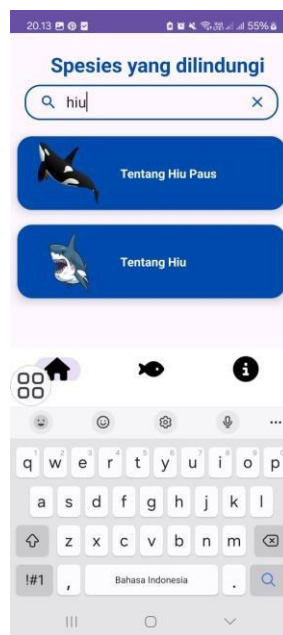 20.13 55%
Spesies yang dilindungi
hiu
Tentang Hiu Paus
Tentang Hiu
q w e r t y u i o p
a s d f g h j k l
z x c v b n m
!#1 , Bahasa Indonesia .